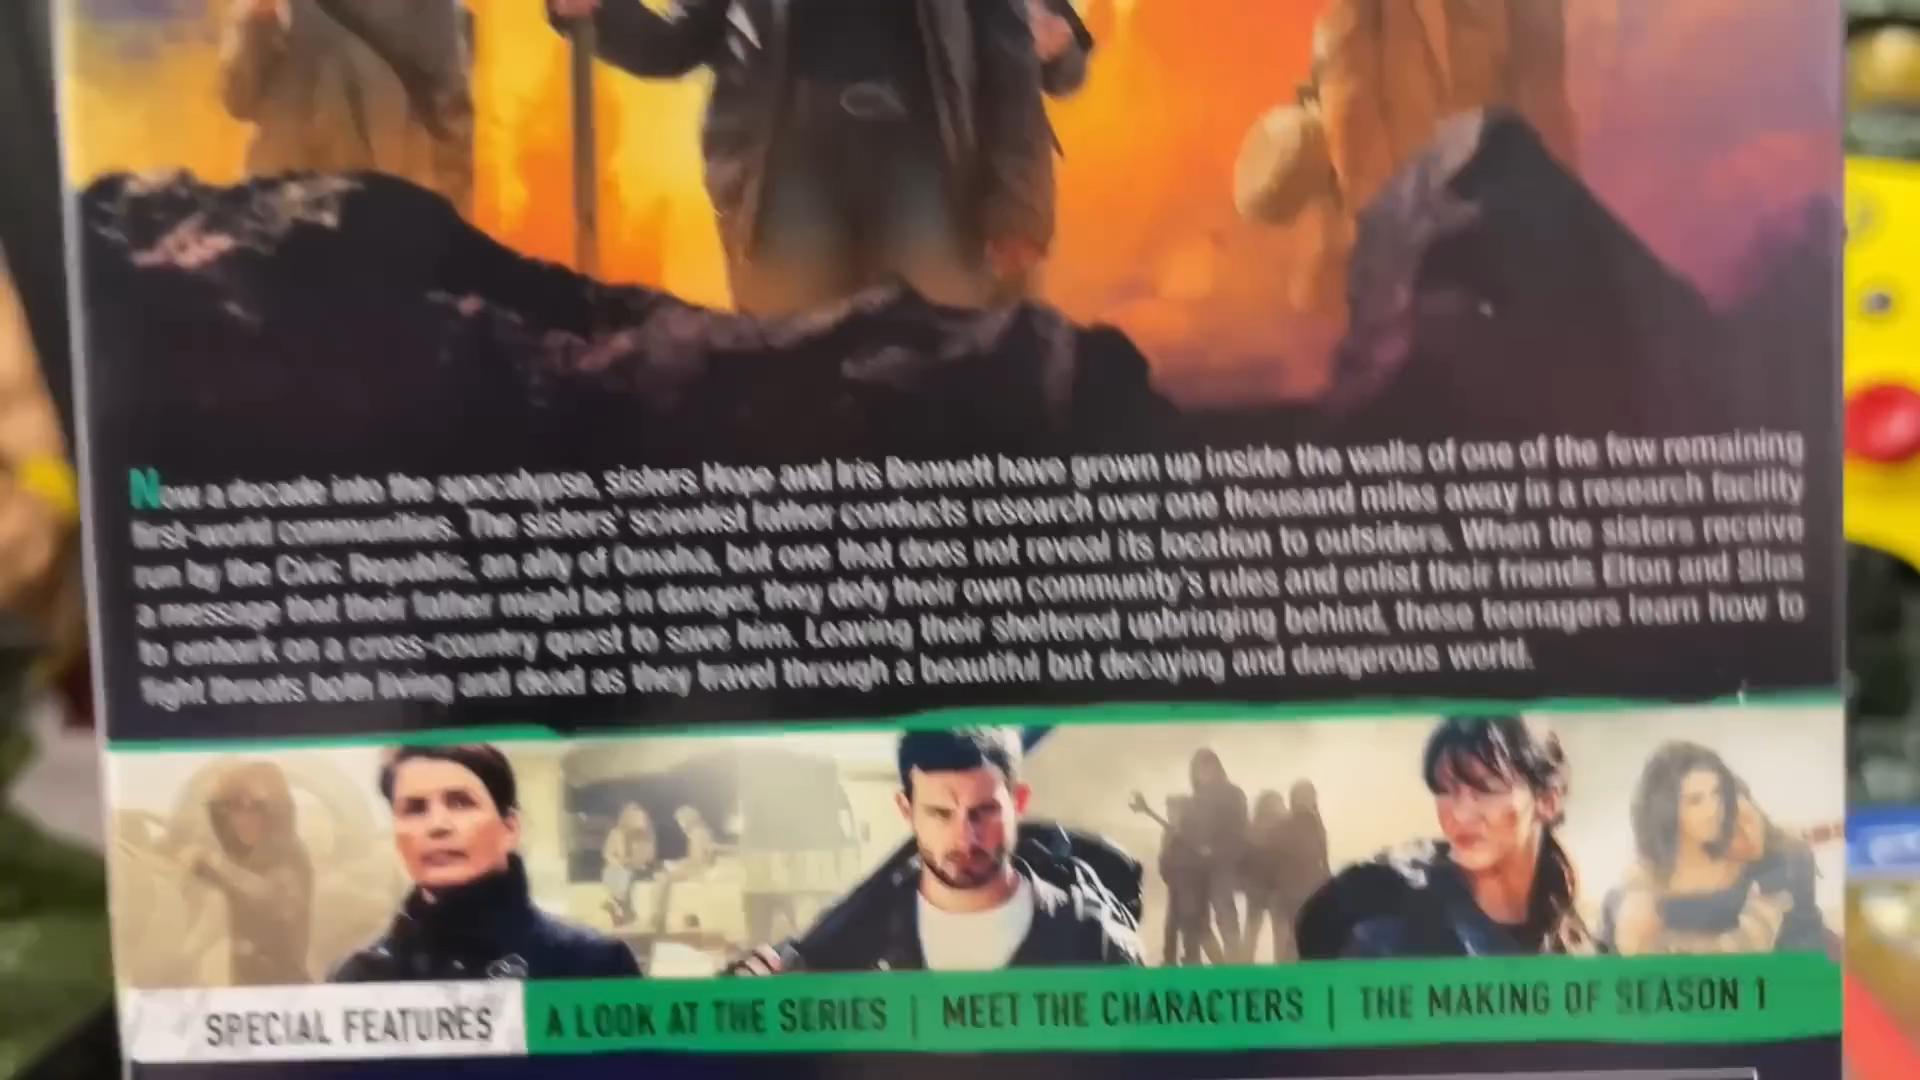 Now a decade into the apocalypse, sisters Hope and Iris Bennett have grown up inside the walls of one of the few remaining
first-world communities. The sisters' scientist father conducts research over one thousand miles away in a research facility
run by the Civic Republic, an ally of Omaha, but one that does not reveal its location to outsiders. When the sisters receive
a message that their father might be in danger, they defy their own community's rules and enlist their friends Elton and Silas
to embark on a cross-country quest to save him. Leaving their sheltered upbringing behind, these teenagers learn how to
fight threats both living and dead as they travel through a beautiful but decaying and dangerous world.
SPECIAL FEATURES A LOOK AT THE SERIES | MEET THE CHARACTERS | THE MAKING OF SEASON 1